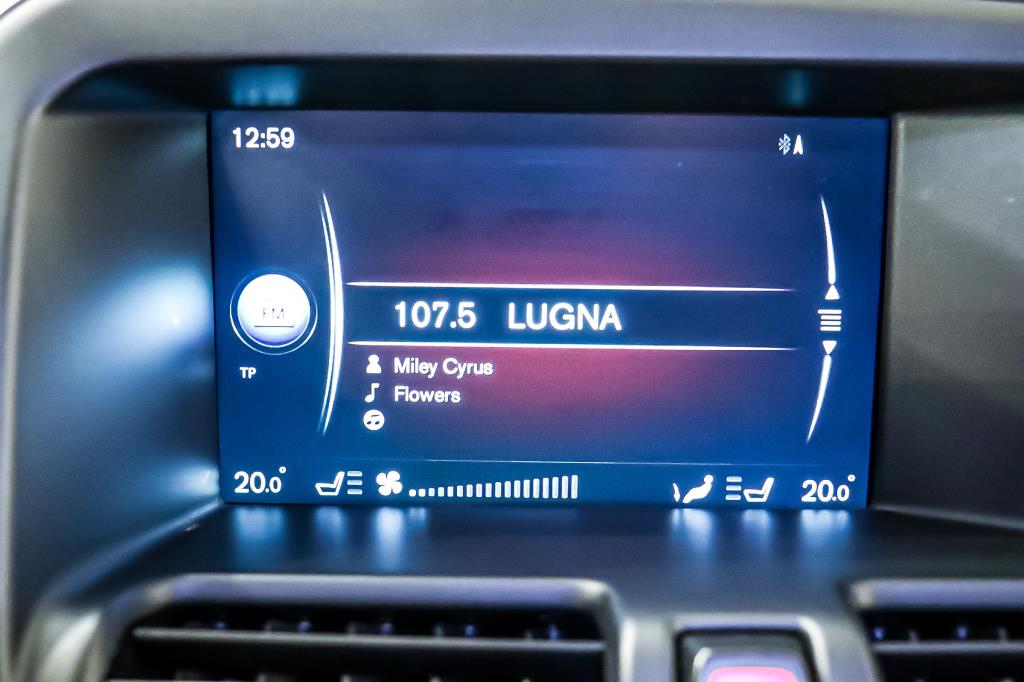 12:59
FM
107.5 LUGNA
TP
Miley Cyrus
Flowers
20.0° 20.0°